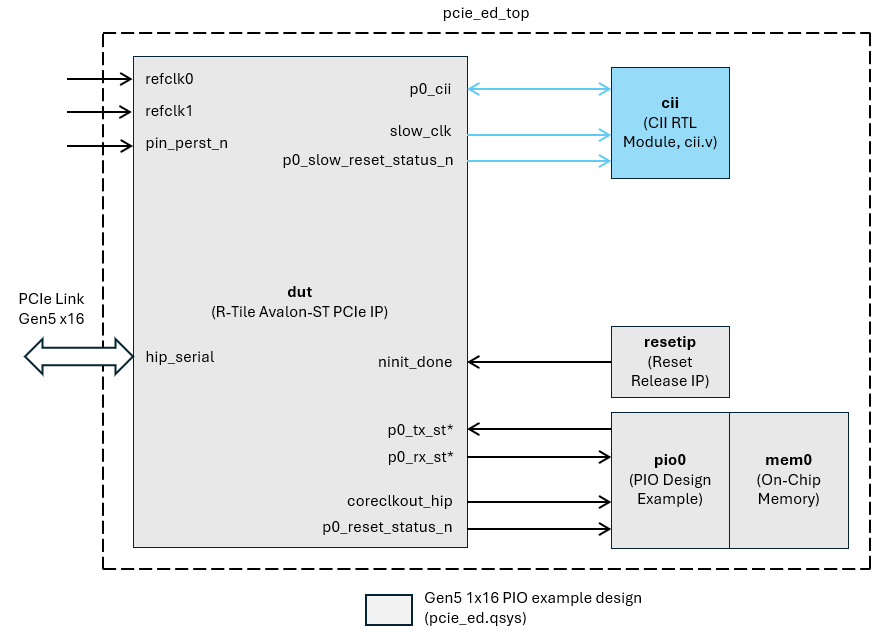 pcie_ed_top
refclk0
refclk1
pin_perst_n
p0_cii
slow_clk
p0_slow_reset_status_n
cii
(CII RTL
Module, cii.v)
dut
(R-Tile Avalon-ST PCIe IP)
PCIe Link
Gen5 x16
hip_serial
ninit_done
resetip
(Reset
Release IP)
p0_tx_st*
p0_rx_st*
coreclkout_hip
p0_reset_status_n
pio0
(PIO Design
Example)
mem0
(On-Chip
Memory)
Gen5 1x16 PIO example design
(pcie_ed.qsys)